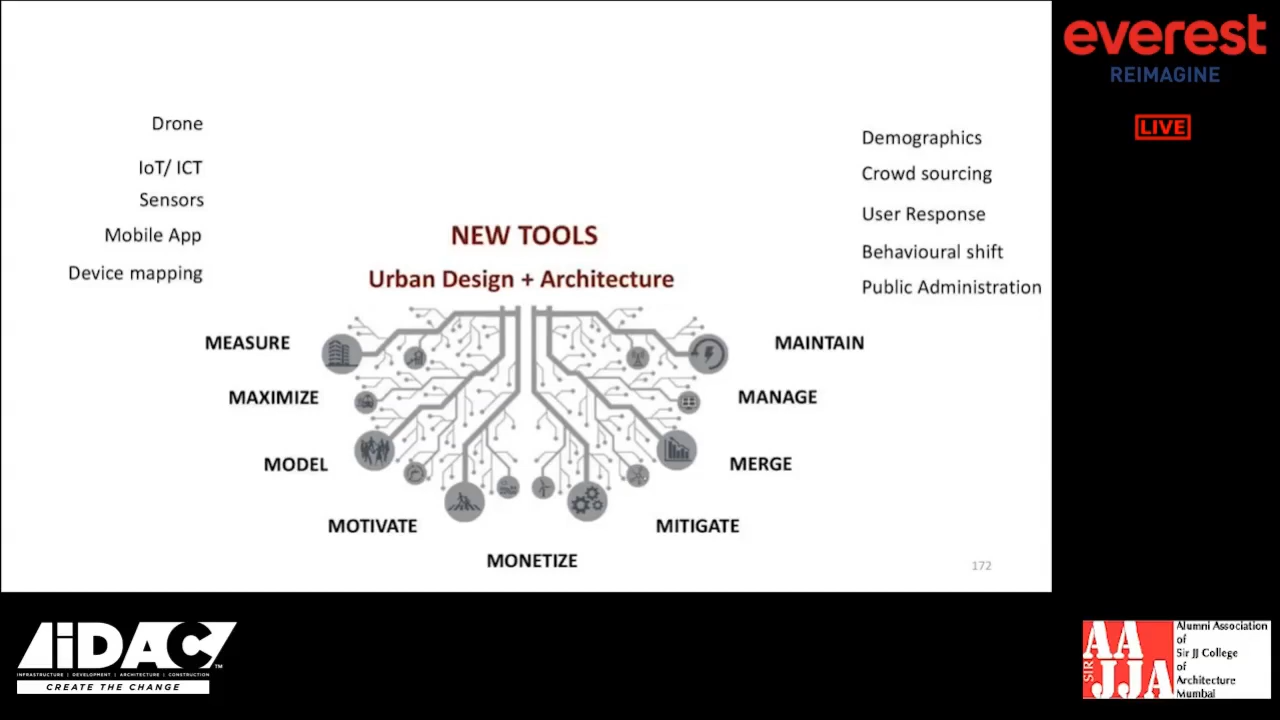 everest
REIMAGINE
LIVE
Drone
IoT/ ICT
Sensors
Mobile App
Device mapping
Demographics
Crowd sourcing
User Response
Behavioural shift
Public Administration
NEW TOOLS
Urban Design + Architecture
MEASURE
MAINTAIN
MAXIMIZE
MANAGE
MODEL
MERGE
MOTIVATE
MITIGATE
MONETIZE
172
iDAC™
INFRASTRUCTURE | DEVELOPMENT | ARCHITECTURE | CONSTRUCTION
CREATE THE CHANGE
AA
SIR JJA
Alumni Association
of
Sir JJ College
of
Architecture
Mumbai